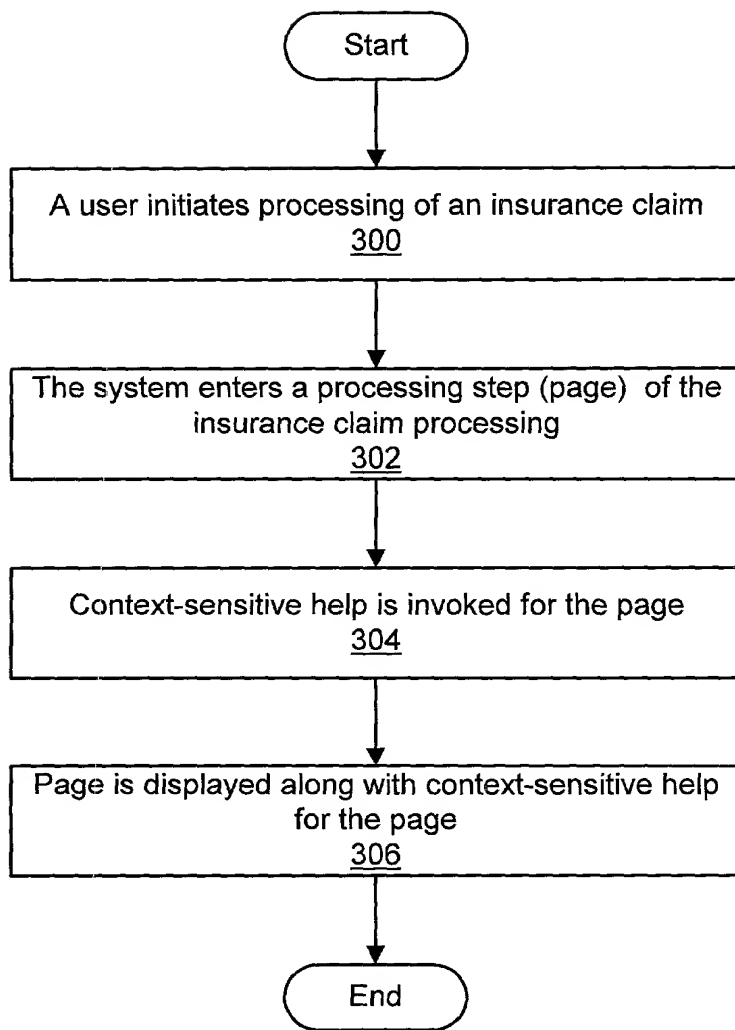 Start
A user initiates processing of an insurance claim
300
The system enters a processing step (page) of the
insurance claim processing
302
Context-sensitive help is invoked for the page
304
Page is displayed along with context-sensitive help
for the page
306
End